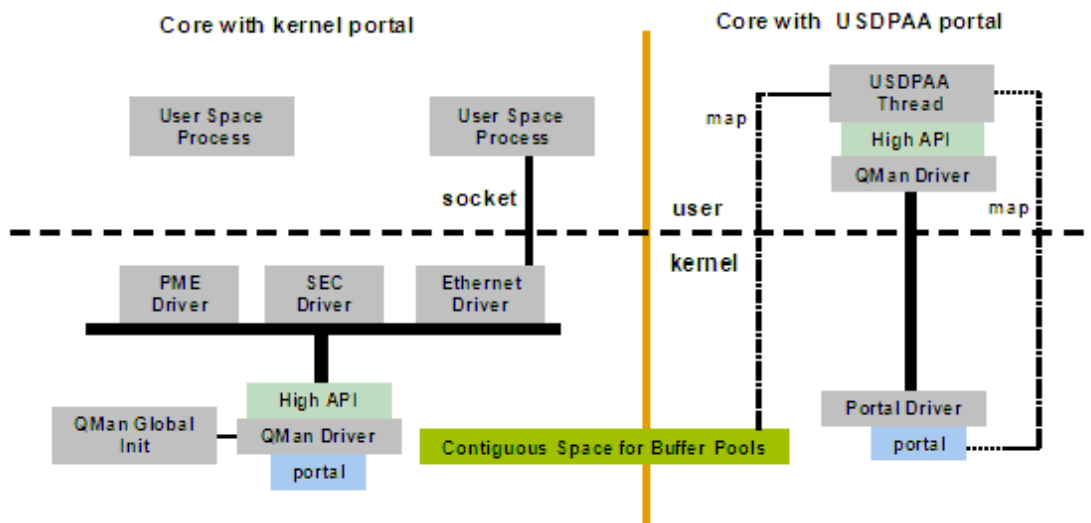 Core with kernel portal
Core with USDPAA portal
User Space
Process
User Space
Process
USDPAA
Thread
map
High API
QMan Driver
socket
user
map
kernel
PME
Driver
SEC
Driver
Ethernet
Driver
High API
QMan Global
Init
QMan Driver
portal
Contiguous Space for Buffer Pools
Portal Driver
portal